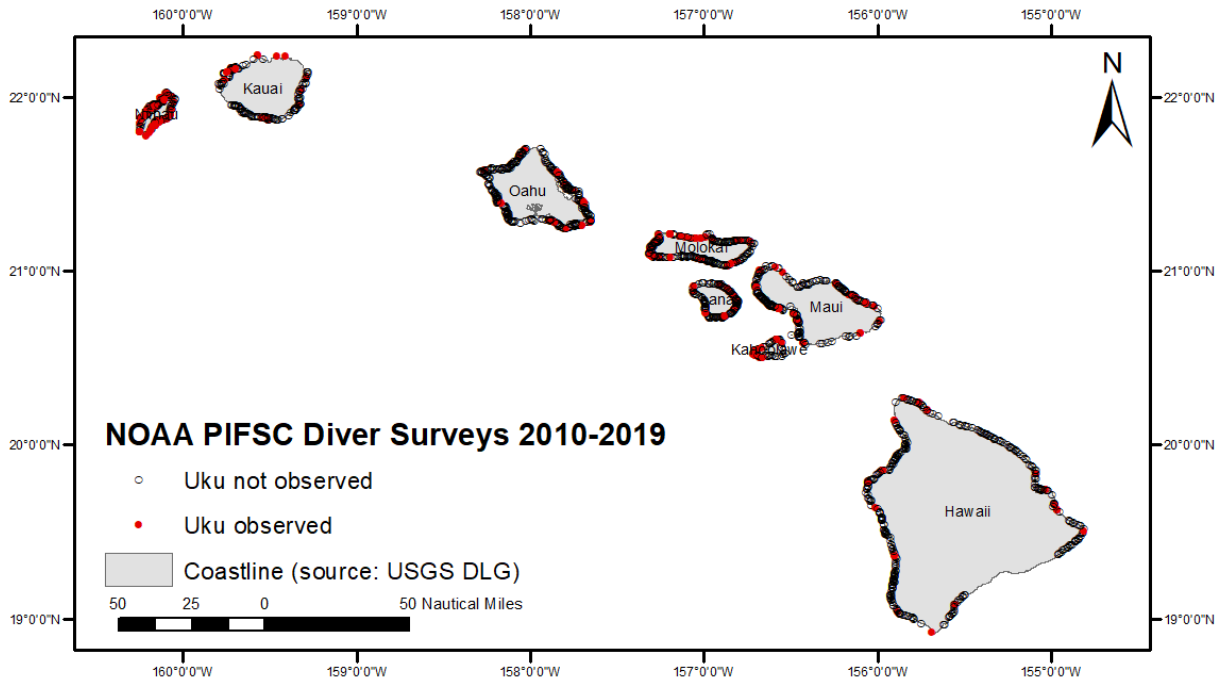 160°0'0"W 159°0'0"W 158°0'0"W 157°0'0"W 156°0'0"W 155°0'0"W
N
22°0'0"N 22°0'0"N
Kauai
Oahu
21°0'0"N 21°0'0"N
Molokai
Maui
20°0'0"N 20°0'0"N
NOAA PIFSC Diver Surveys 2010-2019
Uku not observed
Uku observed
Hawaii
Coastline (source: USGS DLG)
50 25 0 50 Nautical Miles
19°0'0"N 19°0'0"N
160°0'0"W 159°0'0"W 158°0'0"W 157°0'0"W 156°0'0"W 155°0'0"W